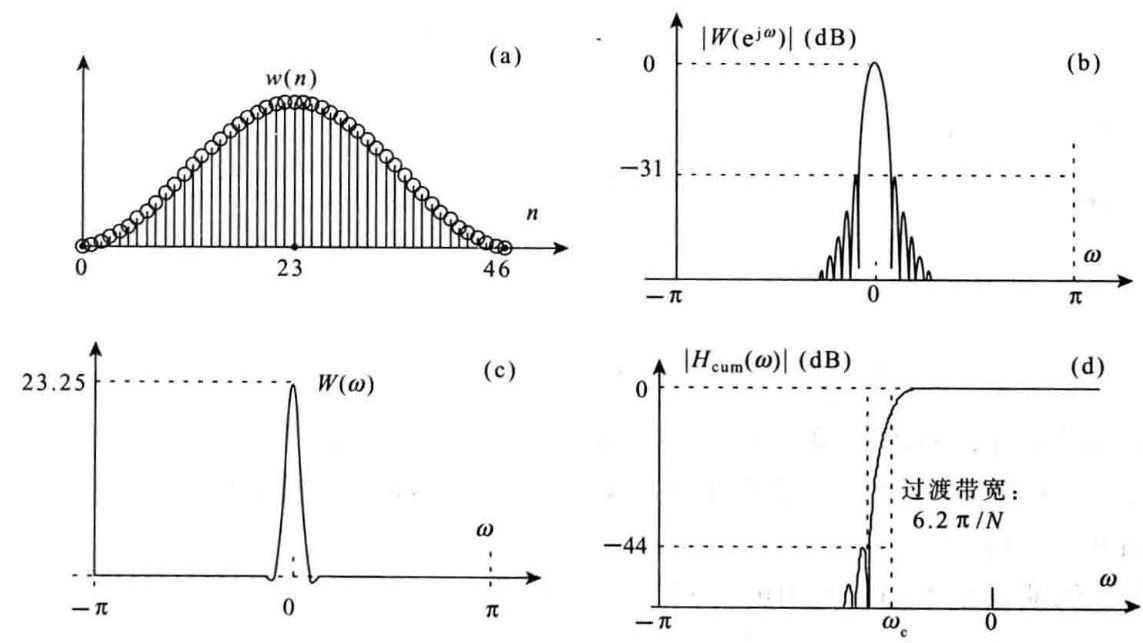 (a)
w(n)
n
0
23
46
|W(e^{jω})| (dB)
(b)
0
−31
ω
−π
0
π
(c)
23.25
W(ω)
ω
−π
0
π
|H_{cum}(ω)| (dB)
(d)
0
过渡带宽：
6.2π/N
−44
ω
−π
ω_c
0